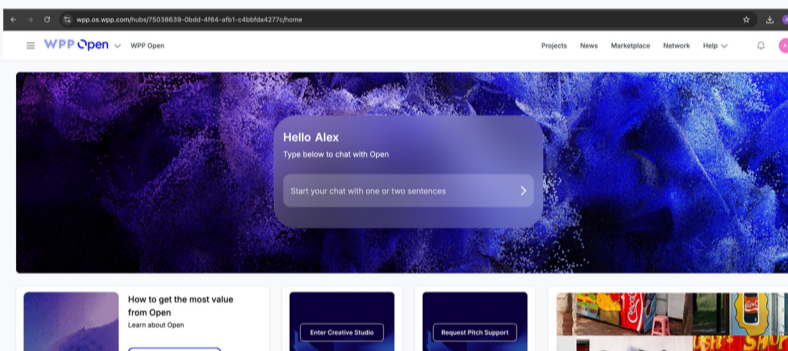 wpp.os.wpp.com/hubs/75038639-0bdd-4f64-afb1-c4bbfda4277c/home
WPP Open WPP Open Projects News Marketplace Network Help
Hello Alex
Type below to chat with Open
Start your chat with one or two sentences
How to get the most value
from Open
Learn about Open
Enter Creative Studio
Request Pitch Support